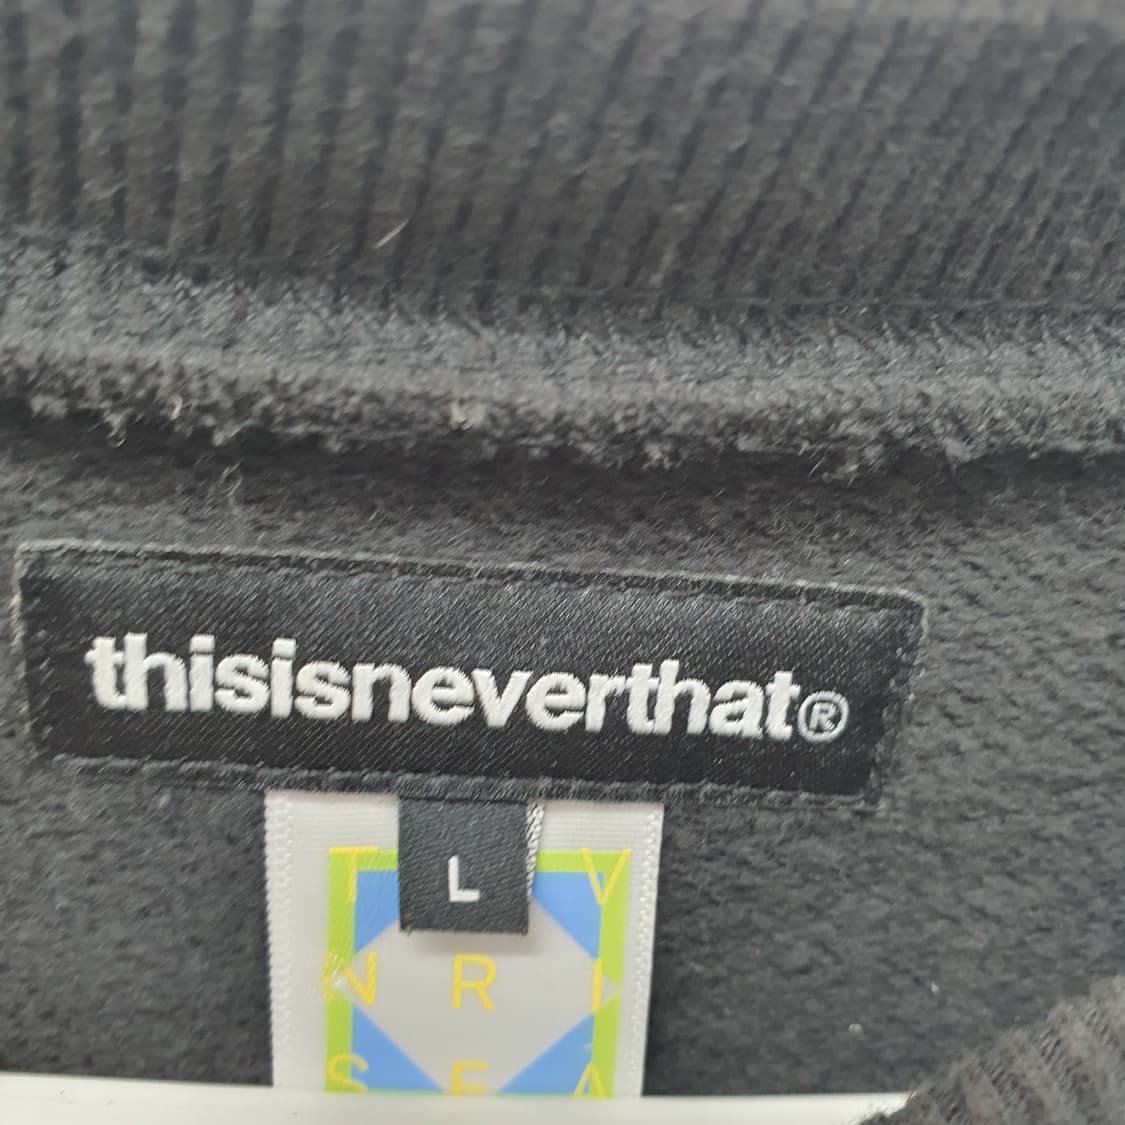 thisisneverthat®
L
T V
N R I
S E A